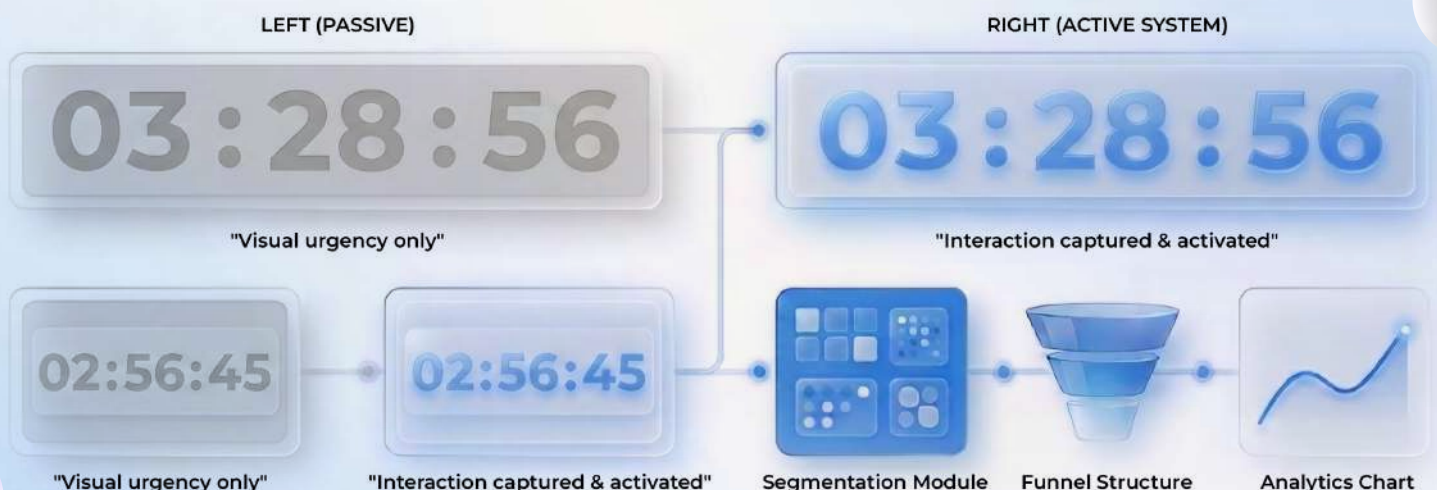 LEFT (PASSIVE)
RIGHT (ACTIVE SYSTEM)
03:28:56
03:28:56
"Visual urgency only"
"Interaction captured & activated"
02:56:45
02:56:45
"Visual urgency only"
"Interaction captured & activated"
Segmentation Module
Funnel Structure
Analytics Chart